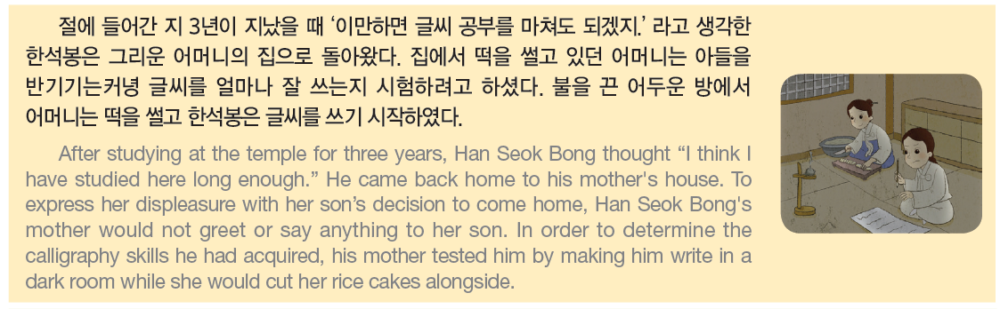 절에 들어간 지 3년이 지났을 때 ‘이만하면 글씨 공부를 마쳐도 되겠지.’ 라고 생각한
한석봉은 그리운 어머니의 집으로 돌아왔다. 집에서 떡을 썰고 있던 어머니는 아들을
반기기는커녕 글씨를 얼마나 잘 쓰는지 시험하려고 하셨다. 불을 끈 어두운 방에서
어머니는 떡을 썰고 한석봉은 글씨를 쓰기 시작하였다.
After studying at the temple for three years, Han Seok Bong thought “I think I
have studied here long enough.” He came back home to his mother's house. To
express her displeasure with her son’s decision to come home, Han Seok Bong's
mother would not greet or say anything to her son. In order to determine the
calligraphy skills he had acquired, his mother tested him by making him write in a
dark room while she would cut her rice cakes alongside.